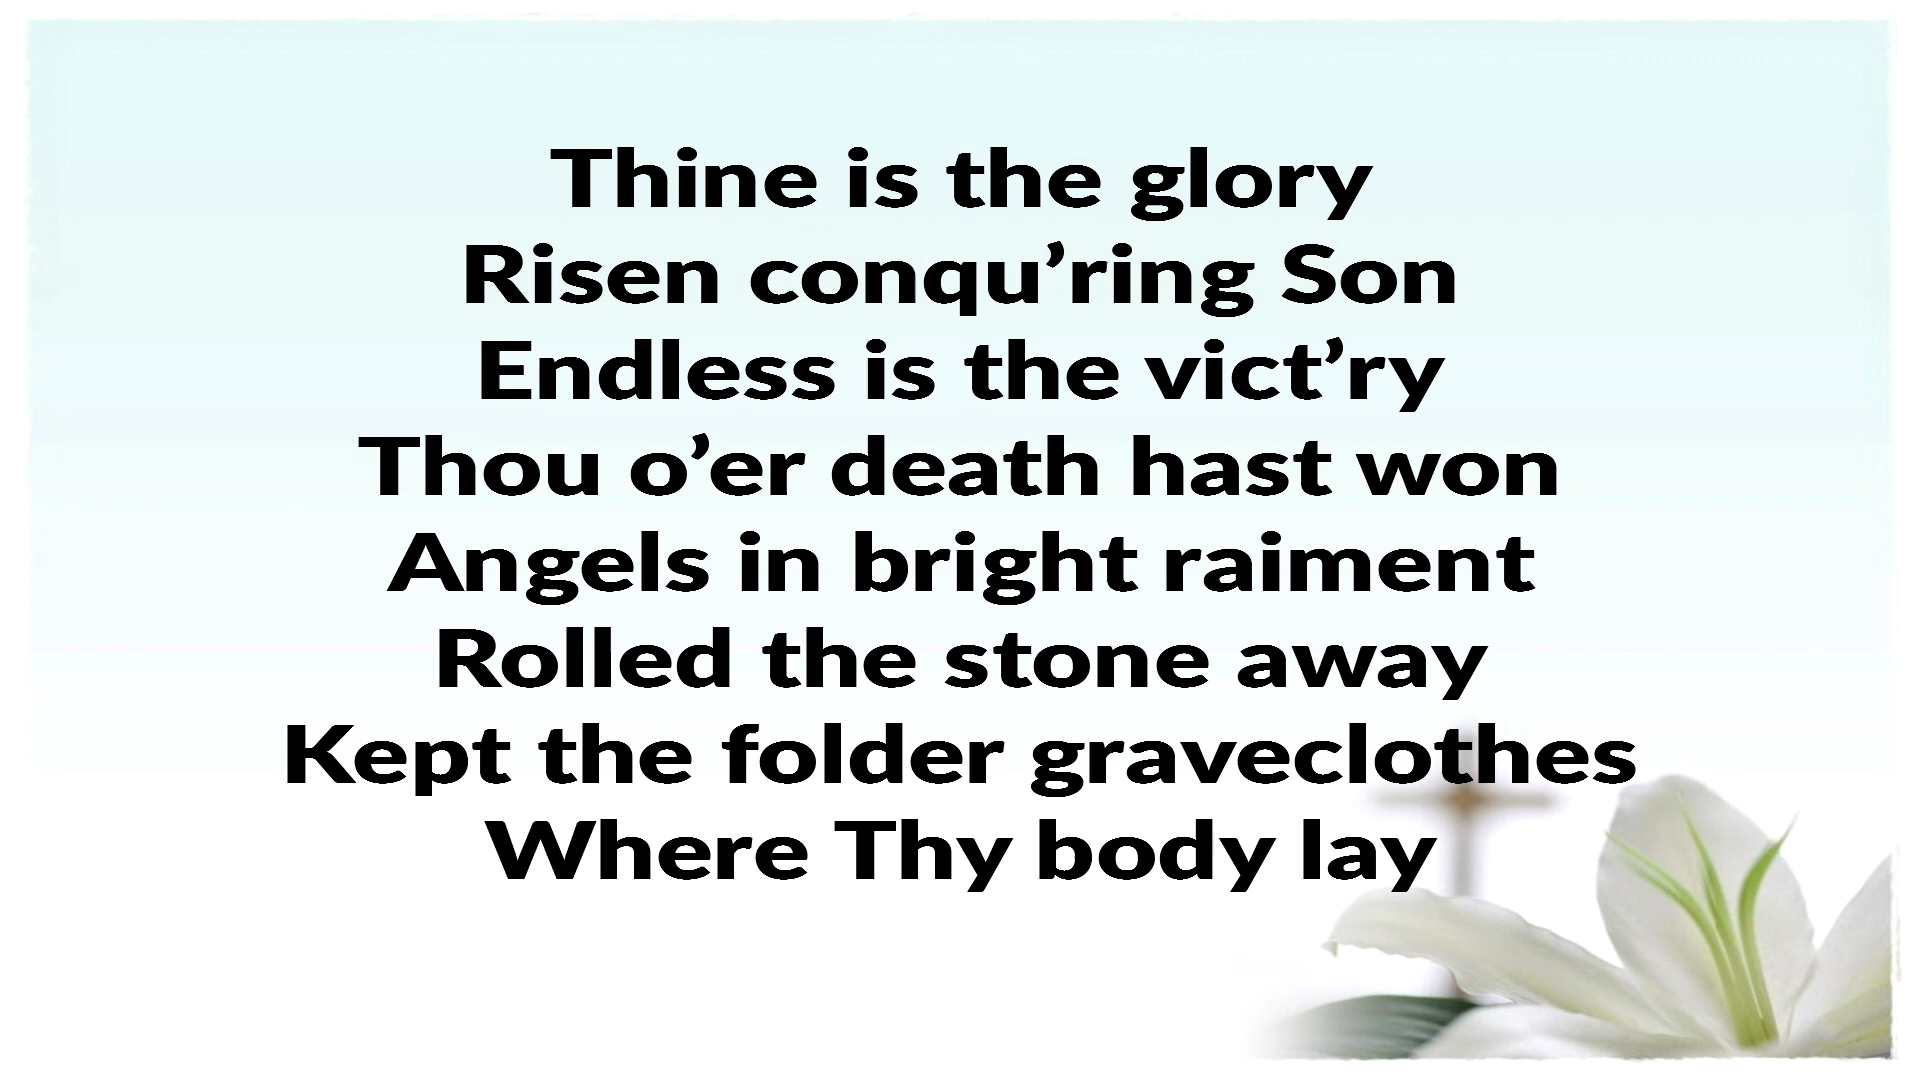 Thine is the glory
Risen conqu’ring Son
Endless is the vict’ry
Thou o’er death hast won
Angels in bright raiment
Rolled the stone away
Kept the folder graveclothes
Where Thy body lay